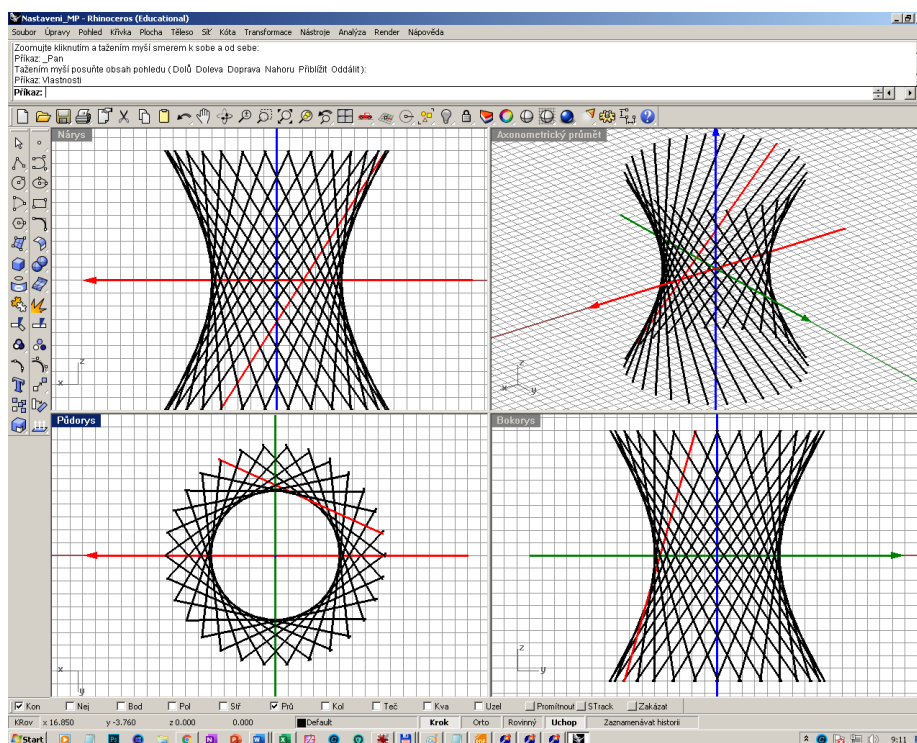 Nastaveni_MP - Rhinoceros (Educational)
Soubor Úpravy Pohled Křivka Plocha Těleso Síť Kóta Transformace Nástroje Analýza Render Nápověda
Zoomujte kliknutím a tažením myší smerem k sobe a od sebe:
Příkaz: _Pan
Tažením myší posuňte obsah pohledu ( Dolů Doleva Doprava Nahoru Přiblížit Oddálit ):
Příkaz: Vlastnosti
Příkaz:
Nárys
Axonometrický průmět
z
x
z
x
y
Půdorys
Bokorys
x
y
z
y
Kon Nej Bod Pol Stř Prů Kol Teč Kva Uzel Promítnout STrack Zakázat
KRov x 16.850 y -3.760 z 0.000 0.000 Default Krok Orto Rovinný Uchop Zaznamenávat historii
Start 9:11